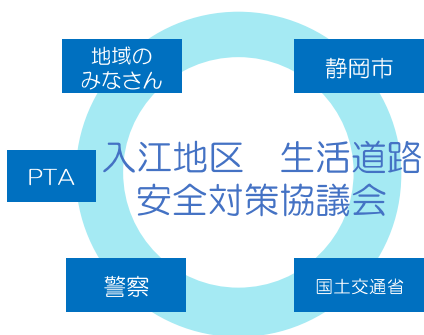 地域の
みなさん
静岡市
入江地区　生活道路
安全対策協議会
PTA
警察
国土交通省